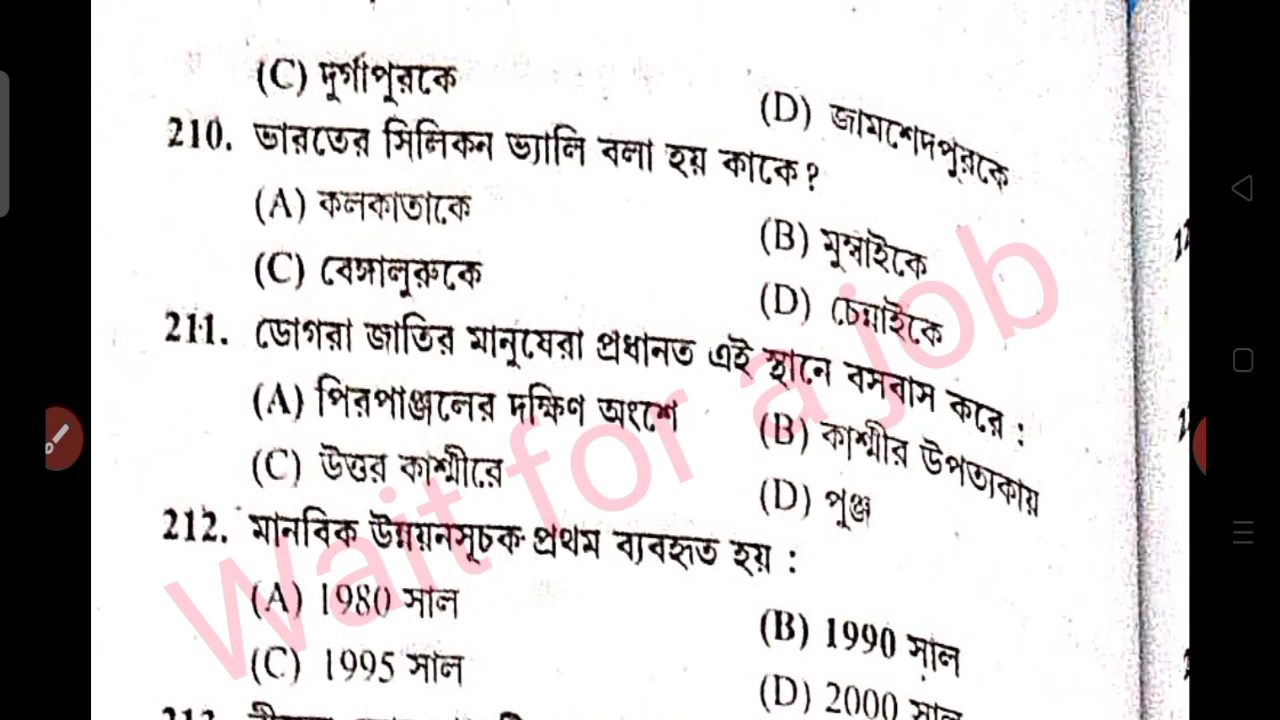 (C) দুর্গাপুরকে
(D) জামশেদপুরকে
210. ভারতের সিলিকন ভ্যালি বলা হয় কাকে?
(A) কলকাতাকে
(B) মুম্বাইকে
(C) বেঙ্গালুরুকে
(D) চেন্নাইকে
211. ডোগরা জাতির মানুষেরা প্রধানত এই স্থানে বসবাস করে :
(A) পিরপাঞ্জলের দক্ষিণ অংশে
(B) কাশ্মীর উপত্যকায়
(C) উত্তর কাশ্মীরে
(D) পুঞ্জ
212. মানবিক উন্নয়নসূচক প্রথম ব্যবহৃত হয় :
(A) 1980 সাল
(B) 1990 সাল
(C) 1995 সাল
(D) 2000 সাল
213.
Wait for a job